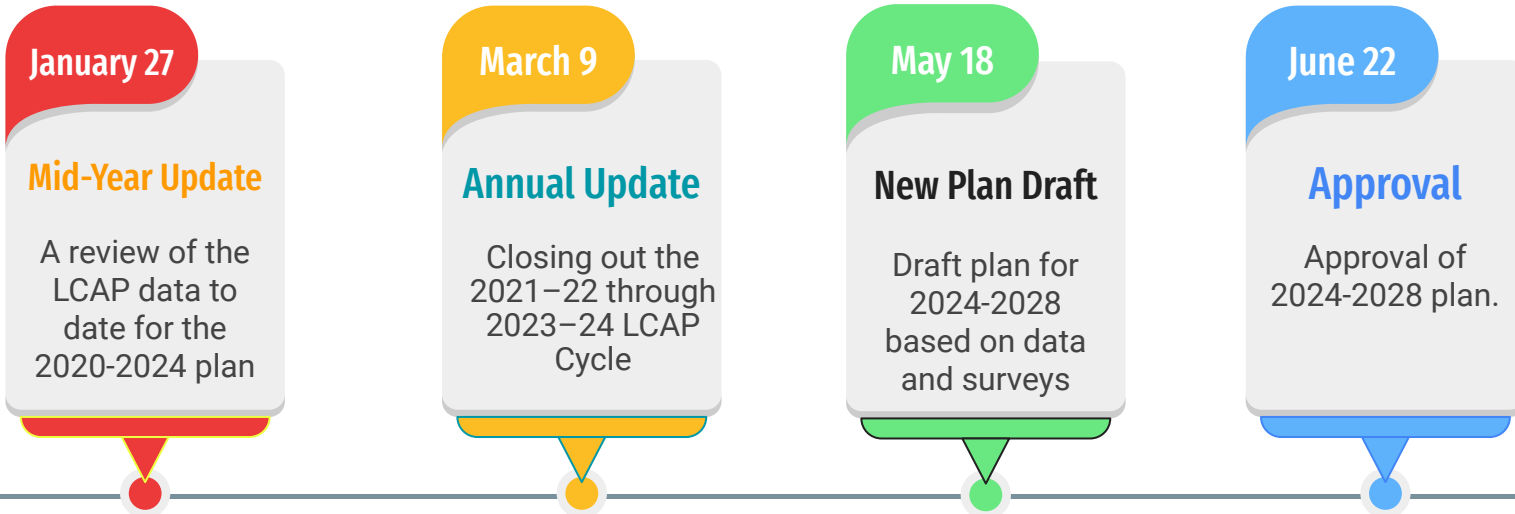 January 27
Mid-Year Update
A review of the
LCAP data to
date for the
2020-2024 plan
March 9
Annual Update
Closing out the
2021–22 through
2023–24 LCAP
Cycle
May 18
New Plan Draft
Draft plan for
2024-2028
based on data
and surveys
June 22
Approval
Approval of
2024-2028 plan.